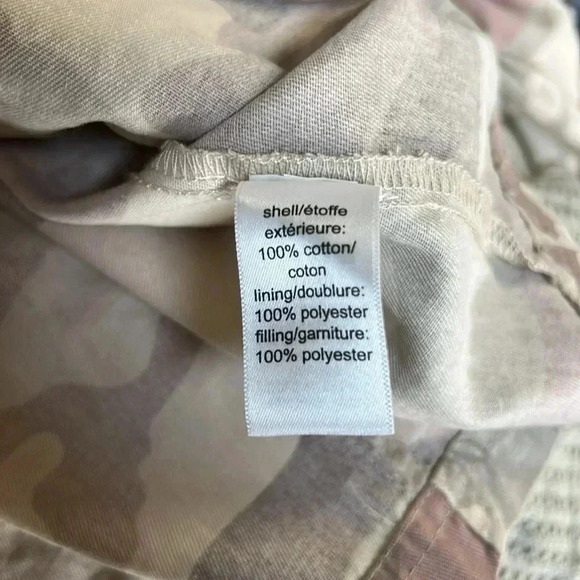 shell/étoffe
extérieure:
100% cotton/
coton
lining/doublure:
100% polyester
filling/garniture:
100% polyester